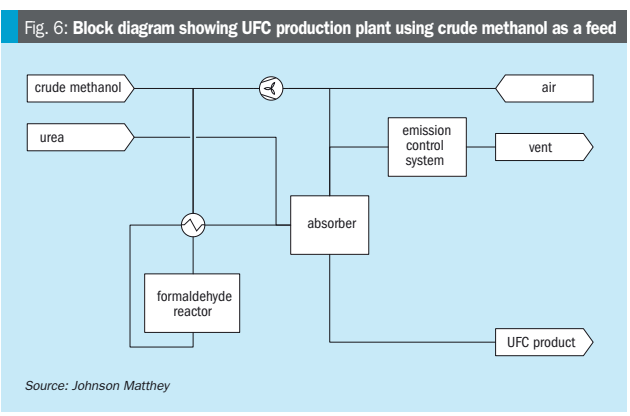 Fig. 6: Block diagram showing UFC production plant using crude methanol as a feed
crude methanol
air
urea
emission
control
system
vent
absorber
formaldehyde
reactor
UFC product
Source: Johnson Matthey